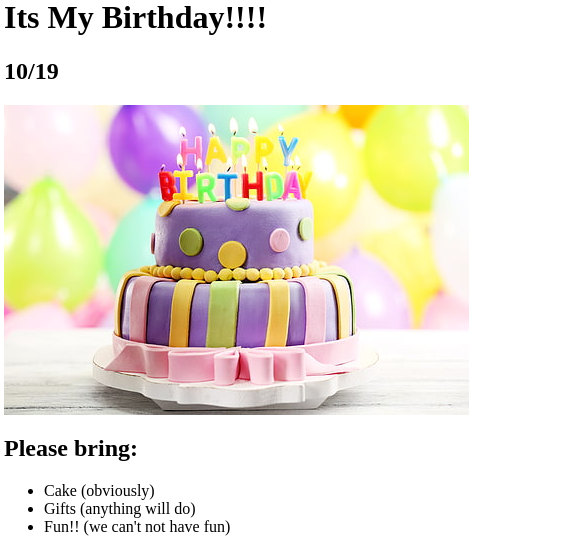 Its My Birthday!!!!
10/19
HAPPY
BIRTHDAY
Please bring:
Cake (obviously)
Gifts (anything will do)
Fun!! (we can't not have fun)